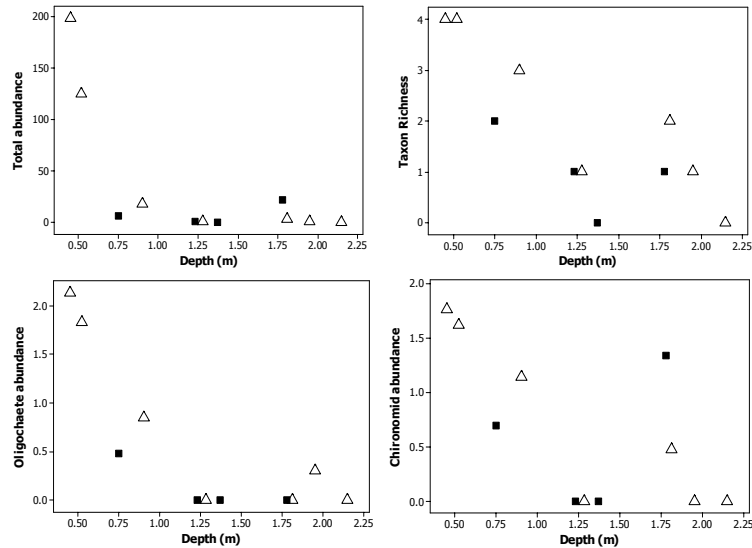 200
150
100
50
0
Total abundance
0.50 0.75 1.00 1.25 1.50 1.75 2.00 2.25
Depth (m)
4
3
2
1
0
Taxon Richness
0.50 0.75 1.00 1.25 1.50 1.75 2.00 2.25
Depth (m)
2.0
1.5
1.0
0.5
0.0
Oligochaete abundance
0.50 0.75 1.00 1.25 1.50 1.75 2.00 2.25
Depth (m)
2.0
1.5
1.0
0.5
0.0
Chironomid abundance
0.50 0.75 1.00 1.25 1.50 1.75 2.00 2.25
Depth (m)